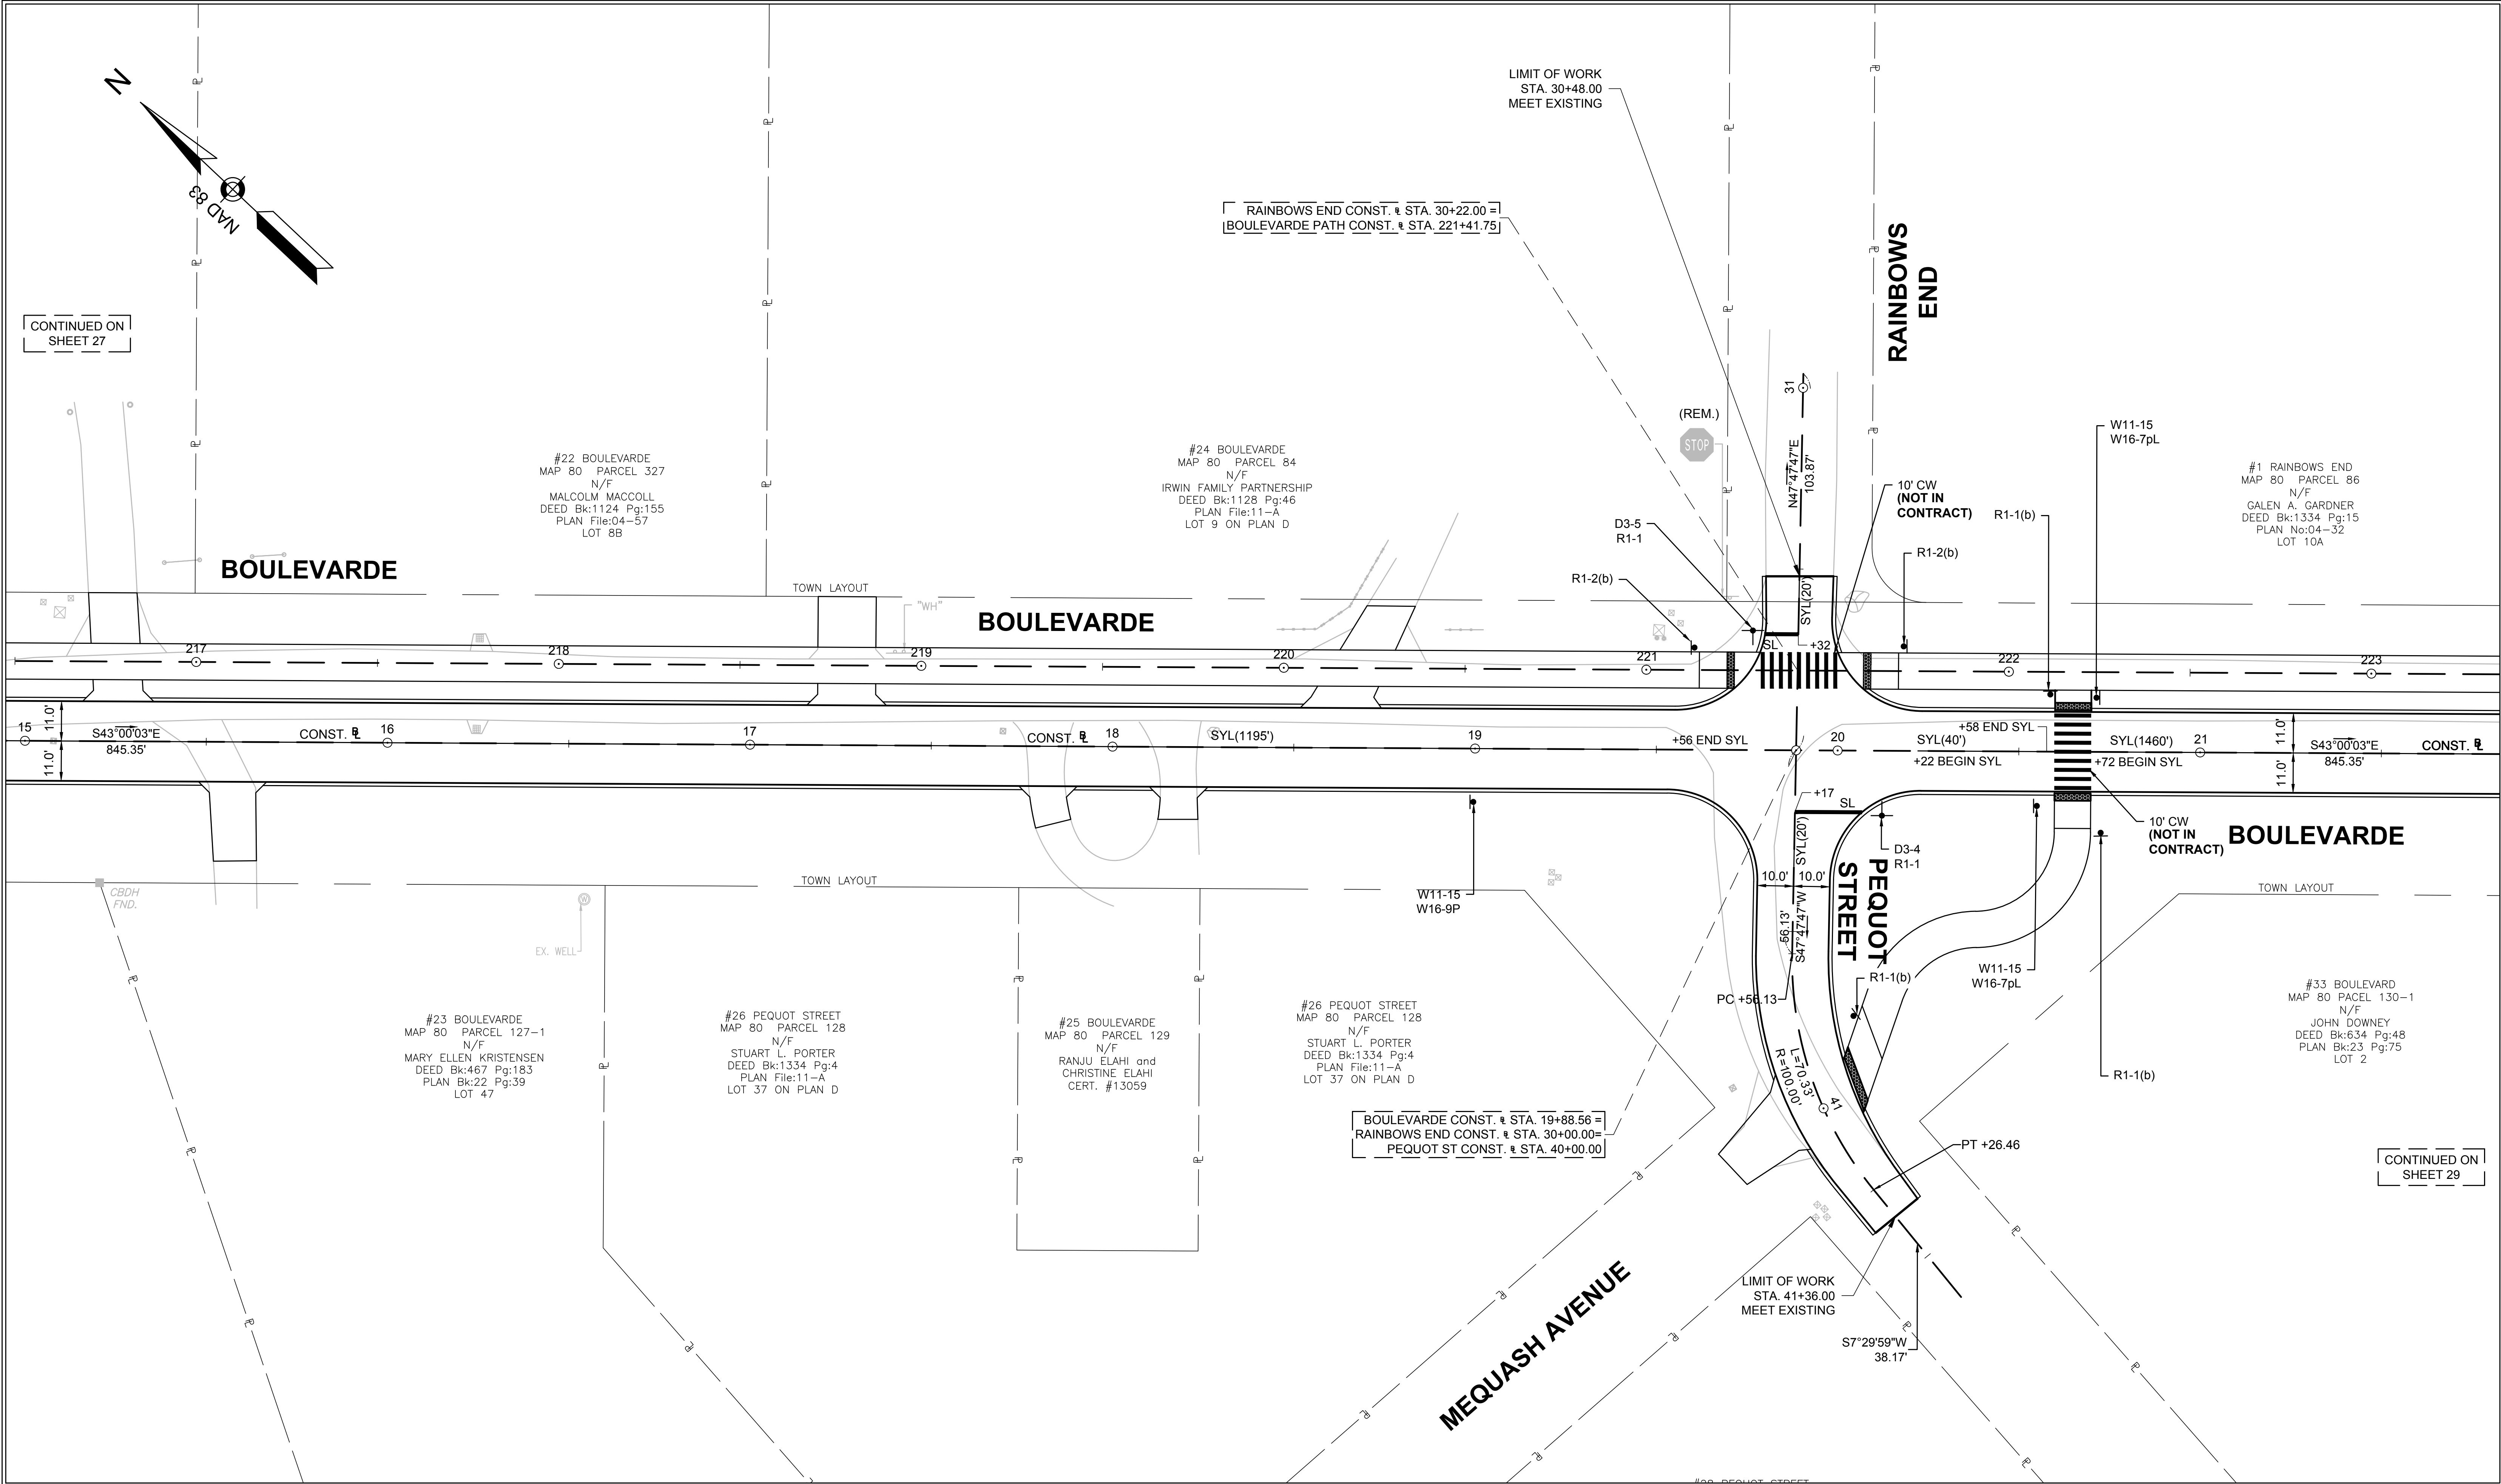 N
NAD 83
CONTINUED ON
SHEET 27
LIMIT OF WORK
STA. 30+48.00
MEET EXISTING
RAINBOWS END CONST. ℄ STA. 30+22.00 =
BOULEVARDE PATH CONST. ℄ STA. 221+41.75
RAINBOWS
END
(REM.)
STOP
31
N47°47'47"E
103.87'
W11-15
W16-7pL
#22 BOULEVARDE
MAP 80 PARCEL 327
N/F
MALCOLM MACCOLL
DEED Bk:1124 Pg:155
PLAN File:04-57
LOT 8B
#24 BOULEVARDE
MAP 80 PARCEL 84
N/F
IRWIN FAMILY PARTNERSHIP
DEED Bk:1128 Pg:46
PLAN File:11-A
LOT 9 ON PLAN D
#1 RAINBOWS END
MAP 80 PARCEL 86
N/F
GALEN A. GARDNER
DEED Bk:1334 Pg:15
PLAN No:04-32
LOT 10A
10' CW
(NOT IN
CONTRACT)
R1-1(b)
D3-5
R1-1
R1-2(b)
R1-2(b)
BOULEVARDE
TOWN LAYOUT
"WH"
BOULEVARDE
SYL(20')
SL
+32
217
218
219
220
221
222
223
15
11.0'
11.0'
S43°00'03"E
845.35'
CONST. ℄
16
17
CONST. ℄
18
SYL(1195')
19
+56 END SYL
20
SYL(40')
+22 BEGIN SYL
+58 END SYL
SYL(1460')
+72 BEGIN SYL
21
11.0'
11.0'
S43°00'03"E
845.35'
CONST. ℄
+17
SL
SYL(20')
10.0'
10.0'
D3-4
R1-1
10' CW
(NOT IN
CONTRACT)
BOULEVARDE
PEQUOT
STREET
TOWN LAYOUT
TOWN LAYOUT
CBDH
FND.
EX. WELL
W
W11-15
W16-9P
56.13'
S47°47'47"W
PC +56.13
R1-1(b)
W11-15
W16-7pL
R1-1(b)
#23 BOULEVARDE
MAP 80 PARCEL 127-1
N/F
MARY ELLEN KRISTENSEN
DEED Bk:467 Pg:183
PLAN Bk:22 Pg:39
LOT 47
#26 PEQUOT STREET
MAP 80 PARCEL 128
N/F
STUART L. PORTER
DEED Bk:1334 Pg:4
PLAN File:11-A
LOT 37 ON PLAN D
#25 BOULEVARDE
MAP 80 PARCEL 129
N/F
RANJU ELAHI and
CHRISTINE ELAHI
CERT. #13059
#26 PEQUOT STREET
MAP 80 PARCEL 128
N/F
STUART L. PORTER
DEED Bk:1334 Pg:4
PLAN File:11-A
LOT 37 ON PLAN D
#33 BOULEVARD
MAP 80 PACEL 130-1
N/F
JOHN DOWNEY
DEED Bk:634 Pg:48
PLAN Bk:23 Pg:75
LOT 2
L=70.33'
R=100.00'
41
BOULEVARDE CONST. ℄ STA. 19+88.56 =
RAINBOWS END CONST. ℄ STA. 30+00.00=
PEQUOT ST CONST. ℄ STA. 40+00.00
PT +26.46
CONTINUED ON
SHEET 29
LIMIT OF WORK
STA. 41+36.00
MEET EXISTING
S7°29'59"W
38.17'
MEQUASH AVENUE